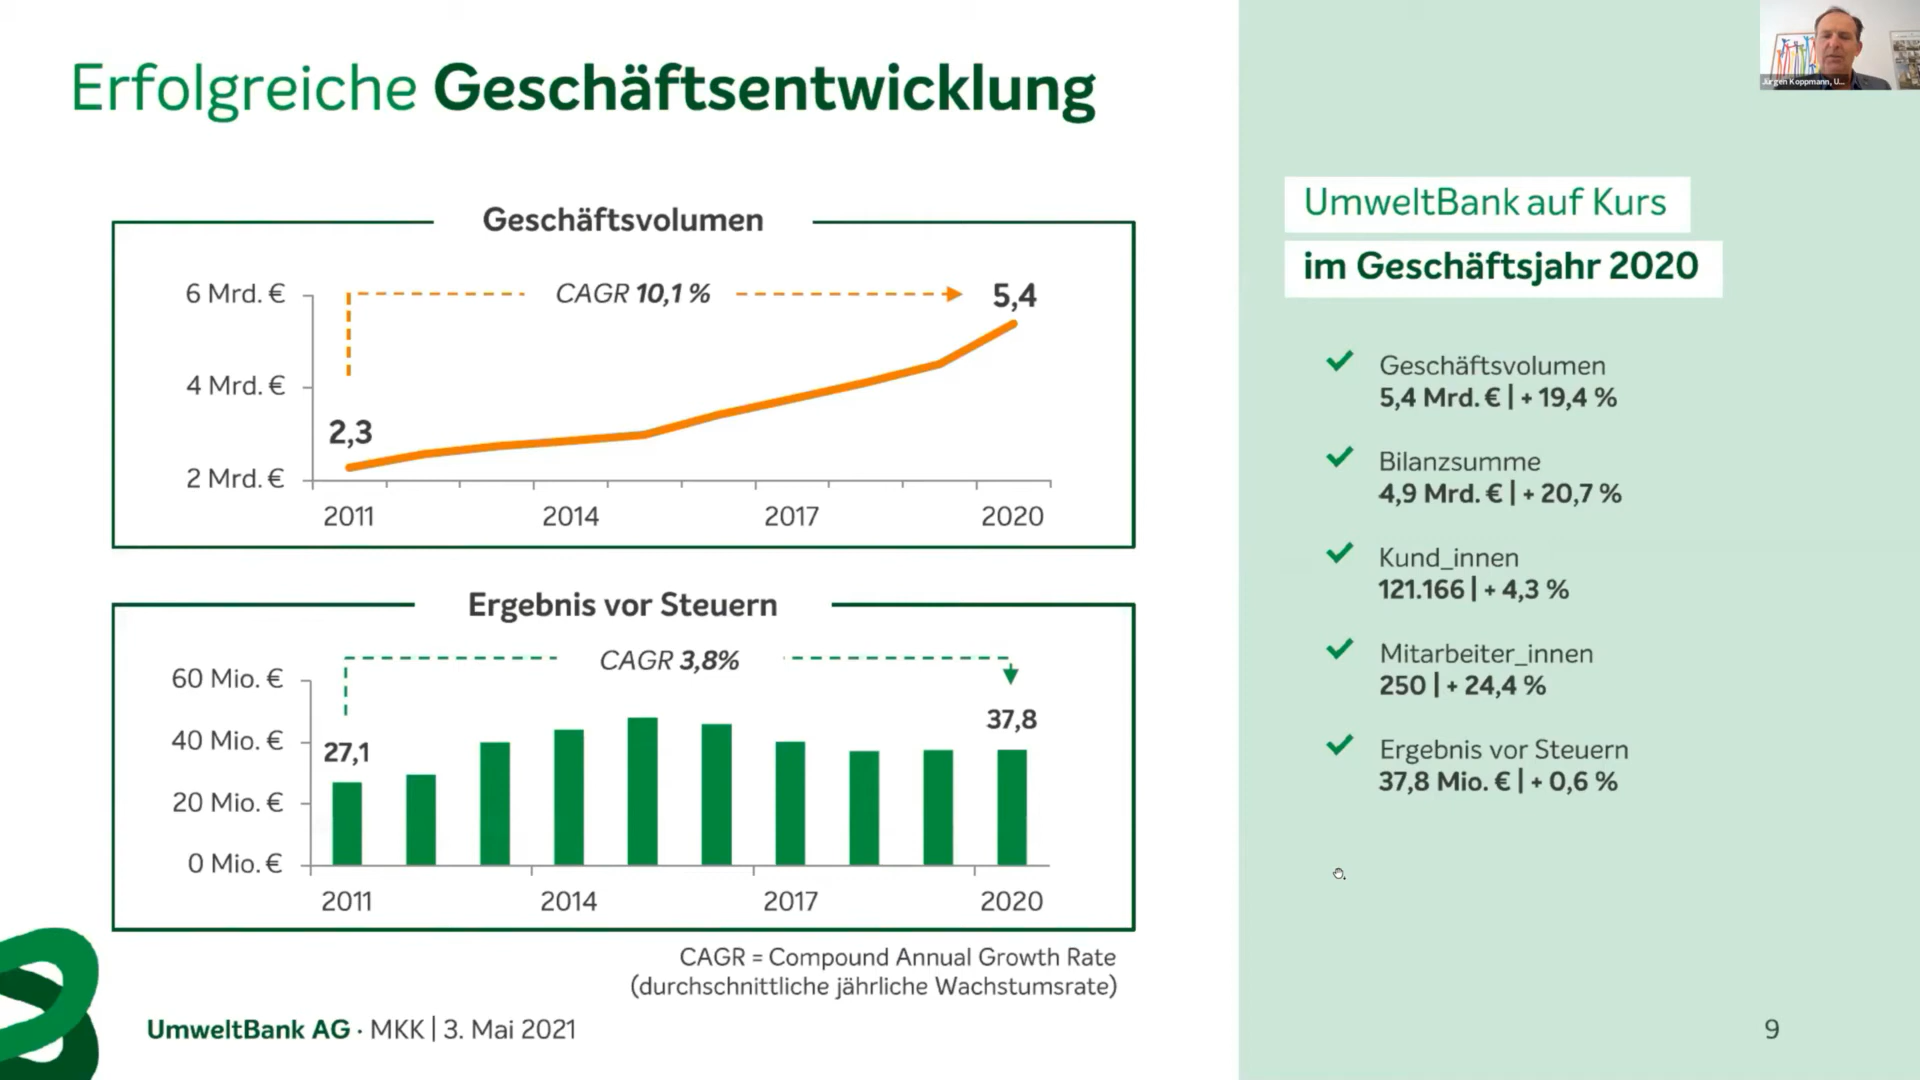 Erfolgreiche Geschäftsentwicklung
Geschäftsvolumen
6 Mrd. €
4 Mrd. €
2 Mrd. €
CAGR 10,1 %
2,3
5,4
2011 2014 2017 2020
Ergebnis vor Steuern
60 Mio. €
40 Mio. €
20 Mio. €
0 Mio. €
CAGR 3,8%
27,1
37,8
2011 2014 2017 2020
CAGR = Compound Annual Growth Rate
(durchschnittliche jährliche Wachstumsrate)
UmweltBank AG · MKK | 3. Mai 2021
Jürgen Koppmann, U...
UmweltBank auf Kurs
im Geschäftsjahr 2020
Geschäftsvolumen
5,4 Mrd. € | + 19,4 %
Bilanzsumme
4,9 Mrd. € | + 20,7 %
Kund_innen
121.166 | + 4,3 %
Mitarbeiter_innen
250 | + 24,4 %
Ergebnis vor Steuern
37,8 Mio. € | + 0,6 %
9